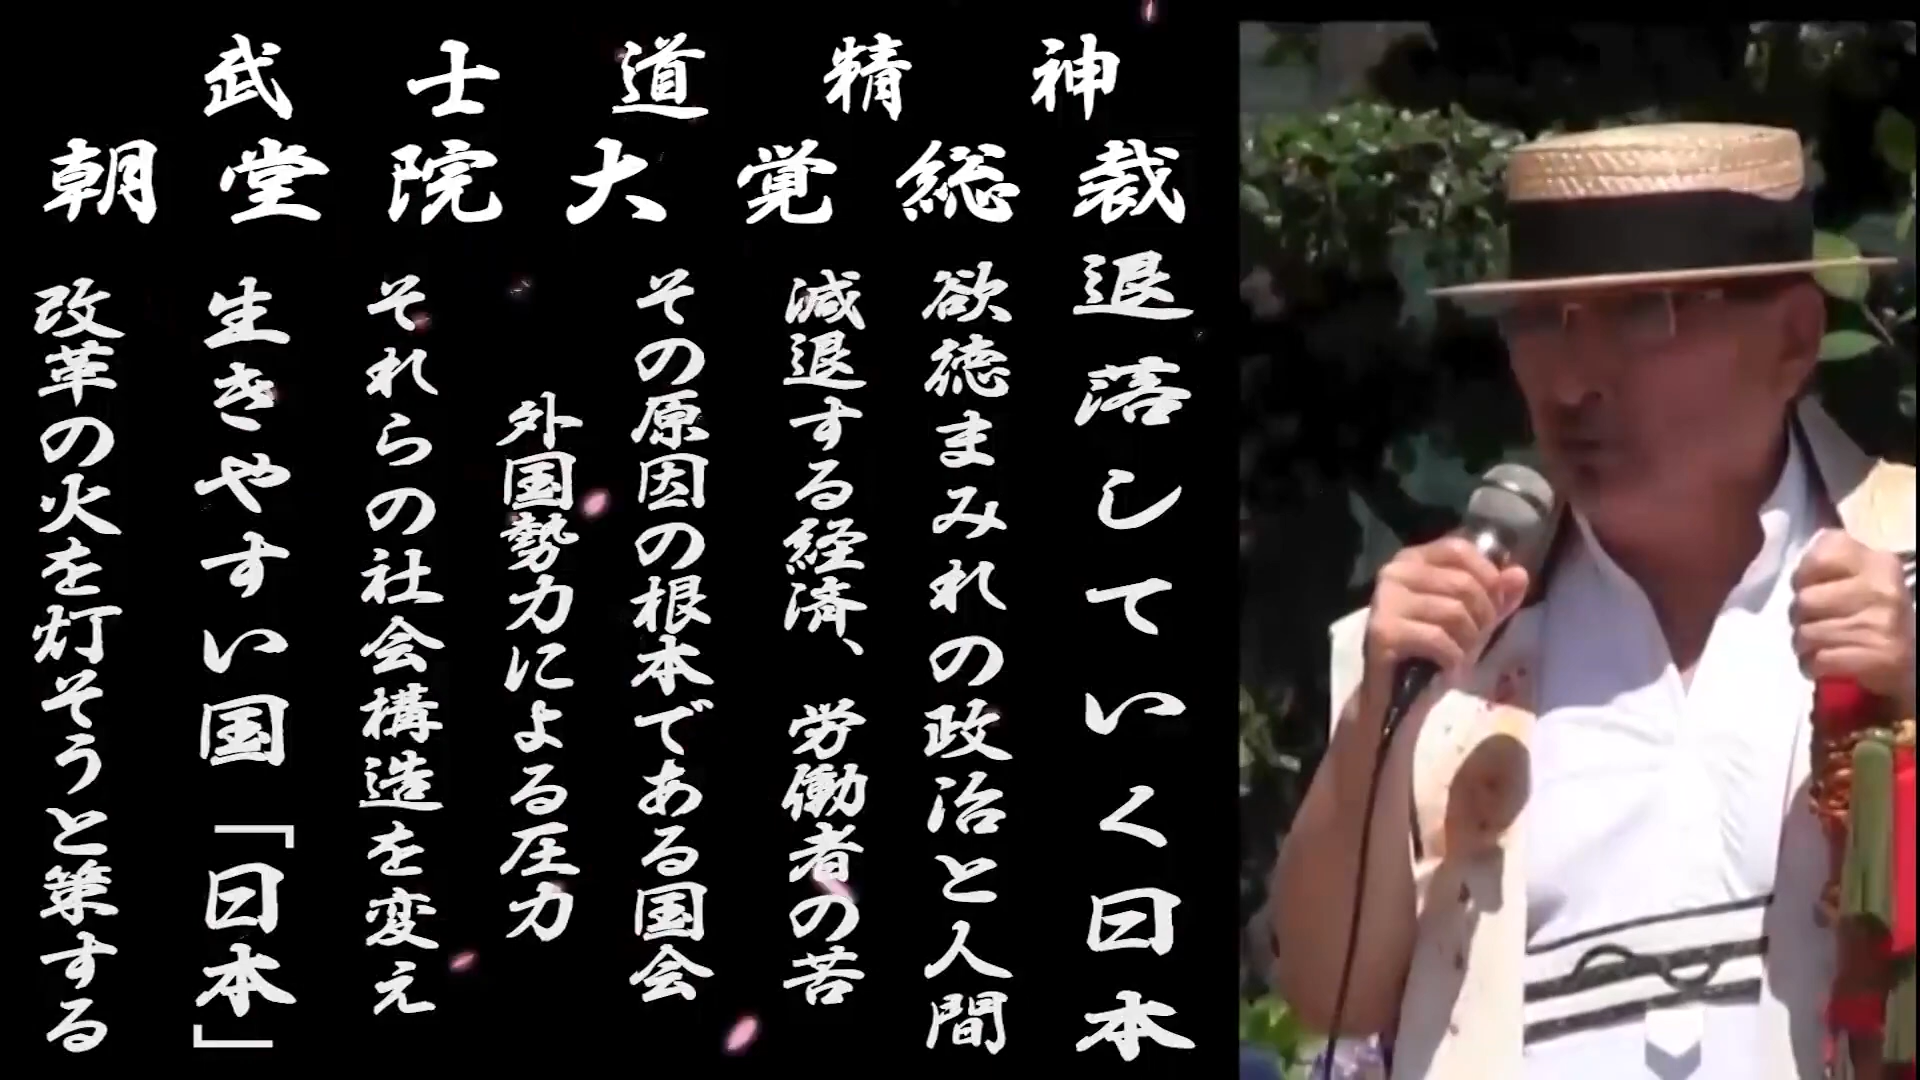 武士道精神
朝堂院大覚総裁
退落していく日本
欲徳まみれの政治と人間
減退する経済、労働者の苦
その原因の根本である国会
外国勢力による圧力
それらの社会構造を変え
生きやすい国「日本」
改革の火を灯そうと策する